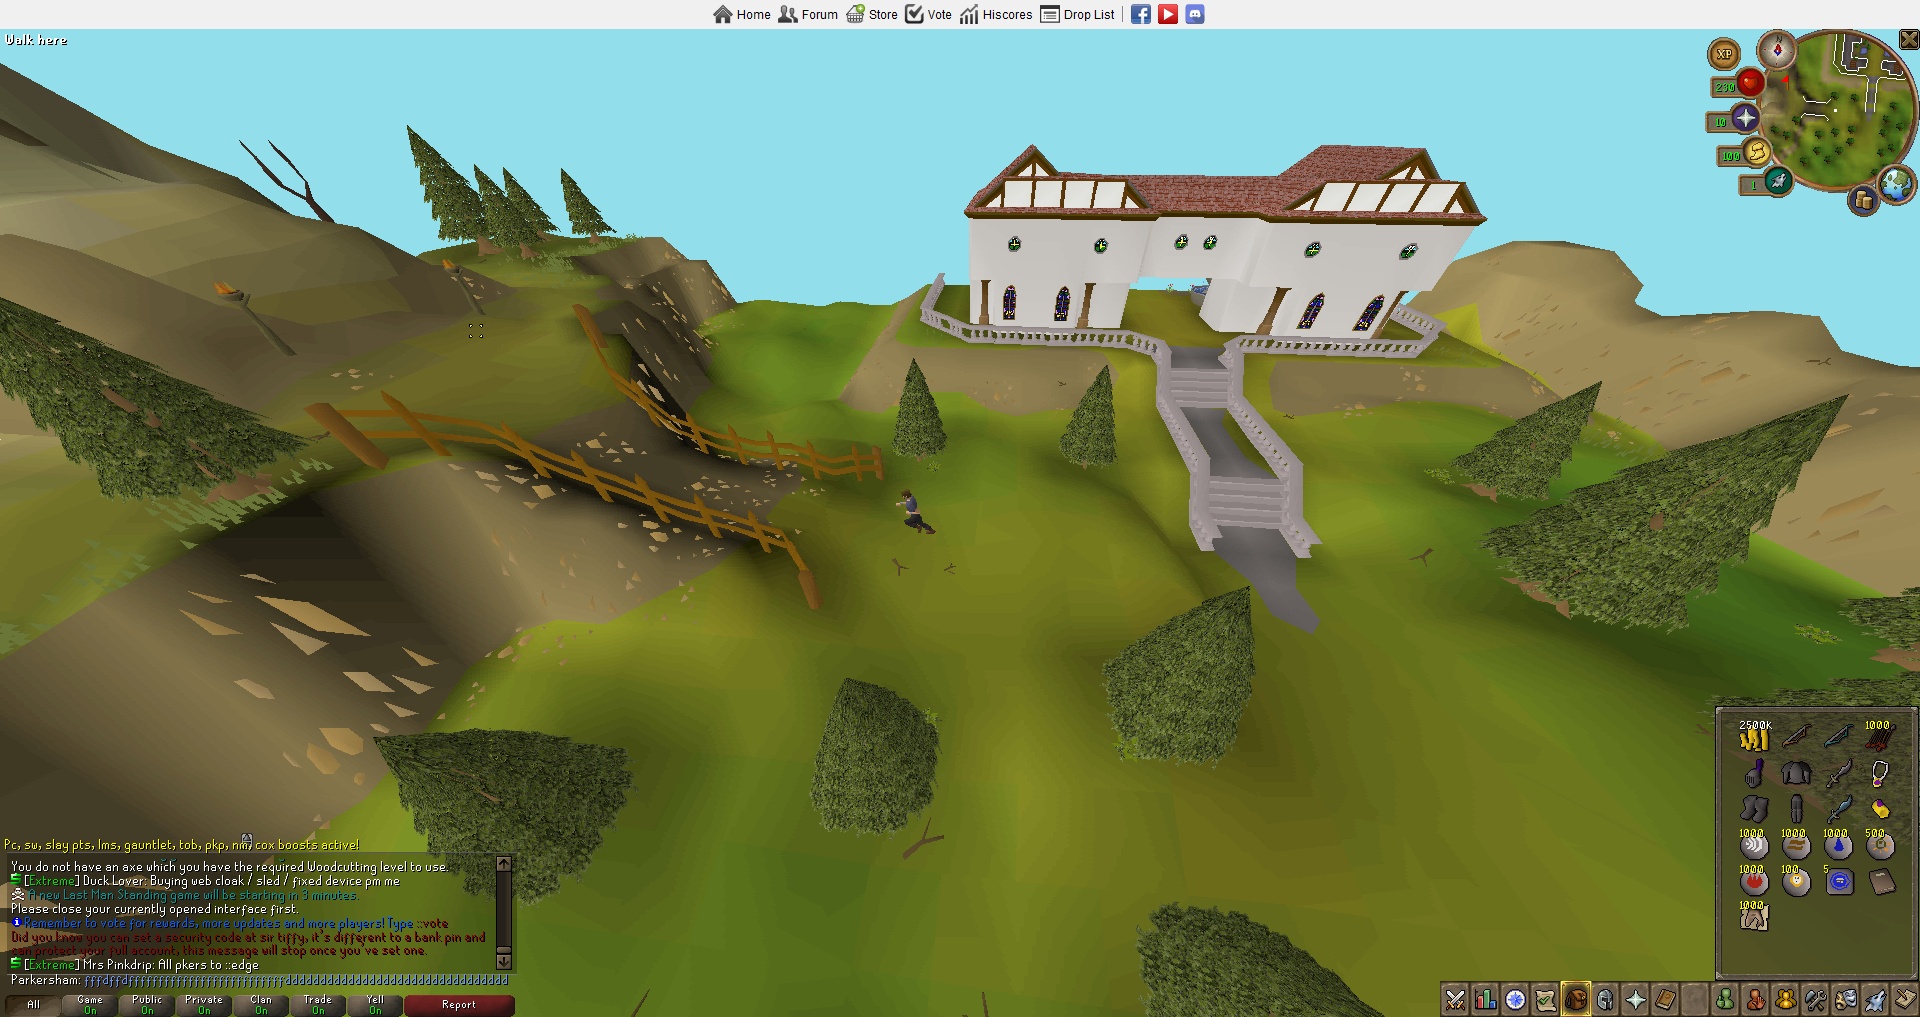 Home Forum Store Vote Hiscores Drop List
Walk here
XP
N
230
10
100
1
2500K 1000
1000 1000 1000 500
1000 100 5
1000
Pc, sw, slay pts, lms, gauntlet, tob, pkp, nm, cox boosts active!
You do not have an axe which you have the required Woodcutting level to use.
[Extreme] Duck Lover: Buying web cloak / sled / fixed device pm me
A new Last Man Standing game will be starting in 3 minutes.
Please close your currently opened interface first.
Remember to vote for rewards, more updates and more players! Type ::vote
Did you know you can set a security code at sir tiffy, it's different to a bank pin and
can protect your full account, this message will stop once you've set one.
[Extreme] Mrs Pinkdrip: All pkers to ::edge
Parkersham:
All Game Public Private Clan Trade Yell Report
On On On On On On